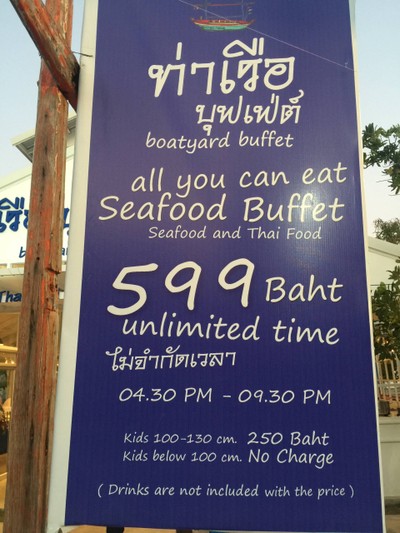 ท่าเรือ
บุฟเฟ่ต์
boatyard buffet
all you can eat
Seafood Buffet
Seafood and Thai Food
599 Baht
unlimited time
ไม่จำกัดเวลา
04.30 PM - 09.30 PM
Kids 100-130 cm. 250 Baht
Kids below 100 cm. No Charge
( Drinks are not included with the price )